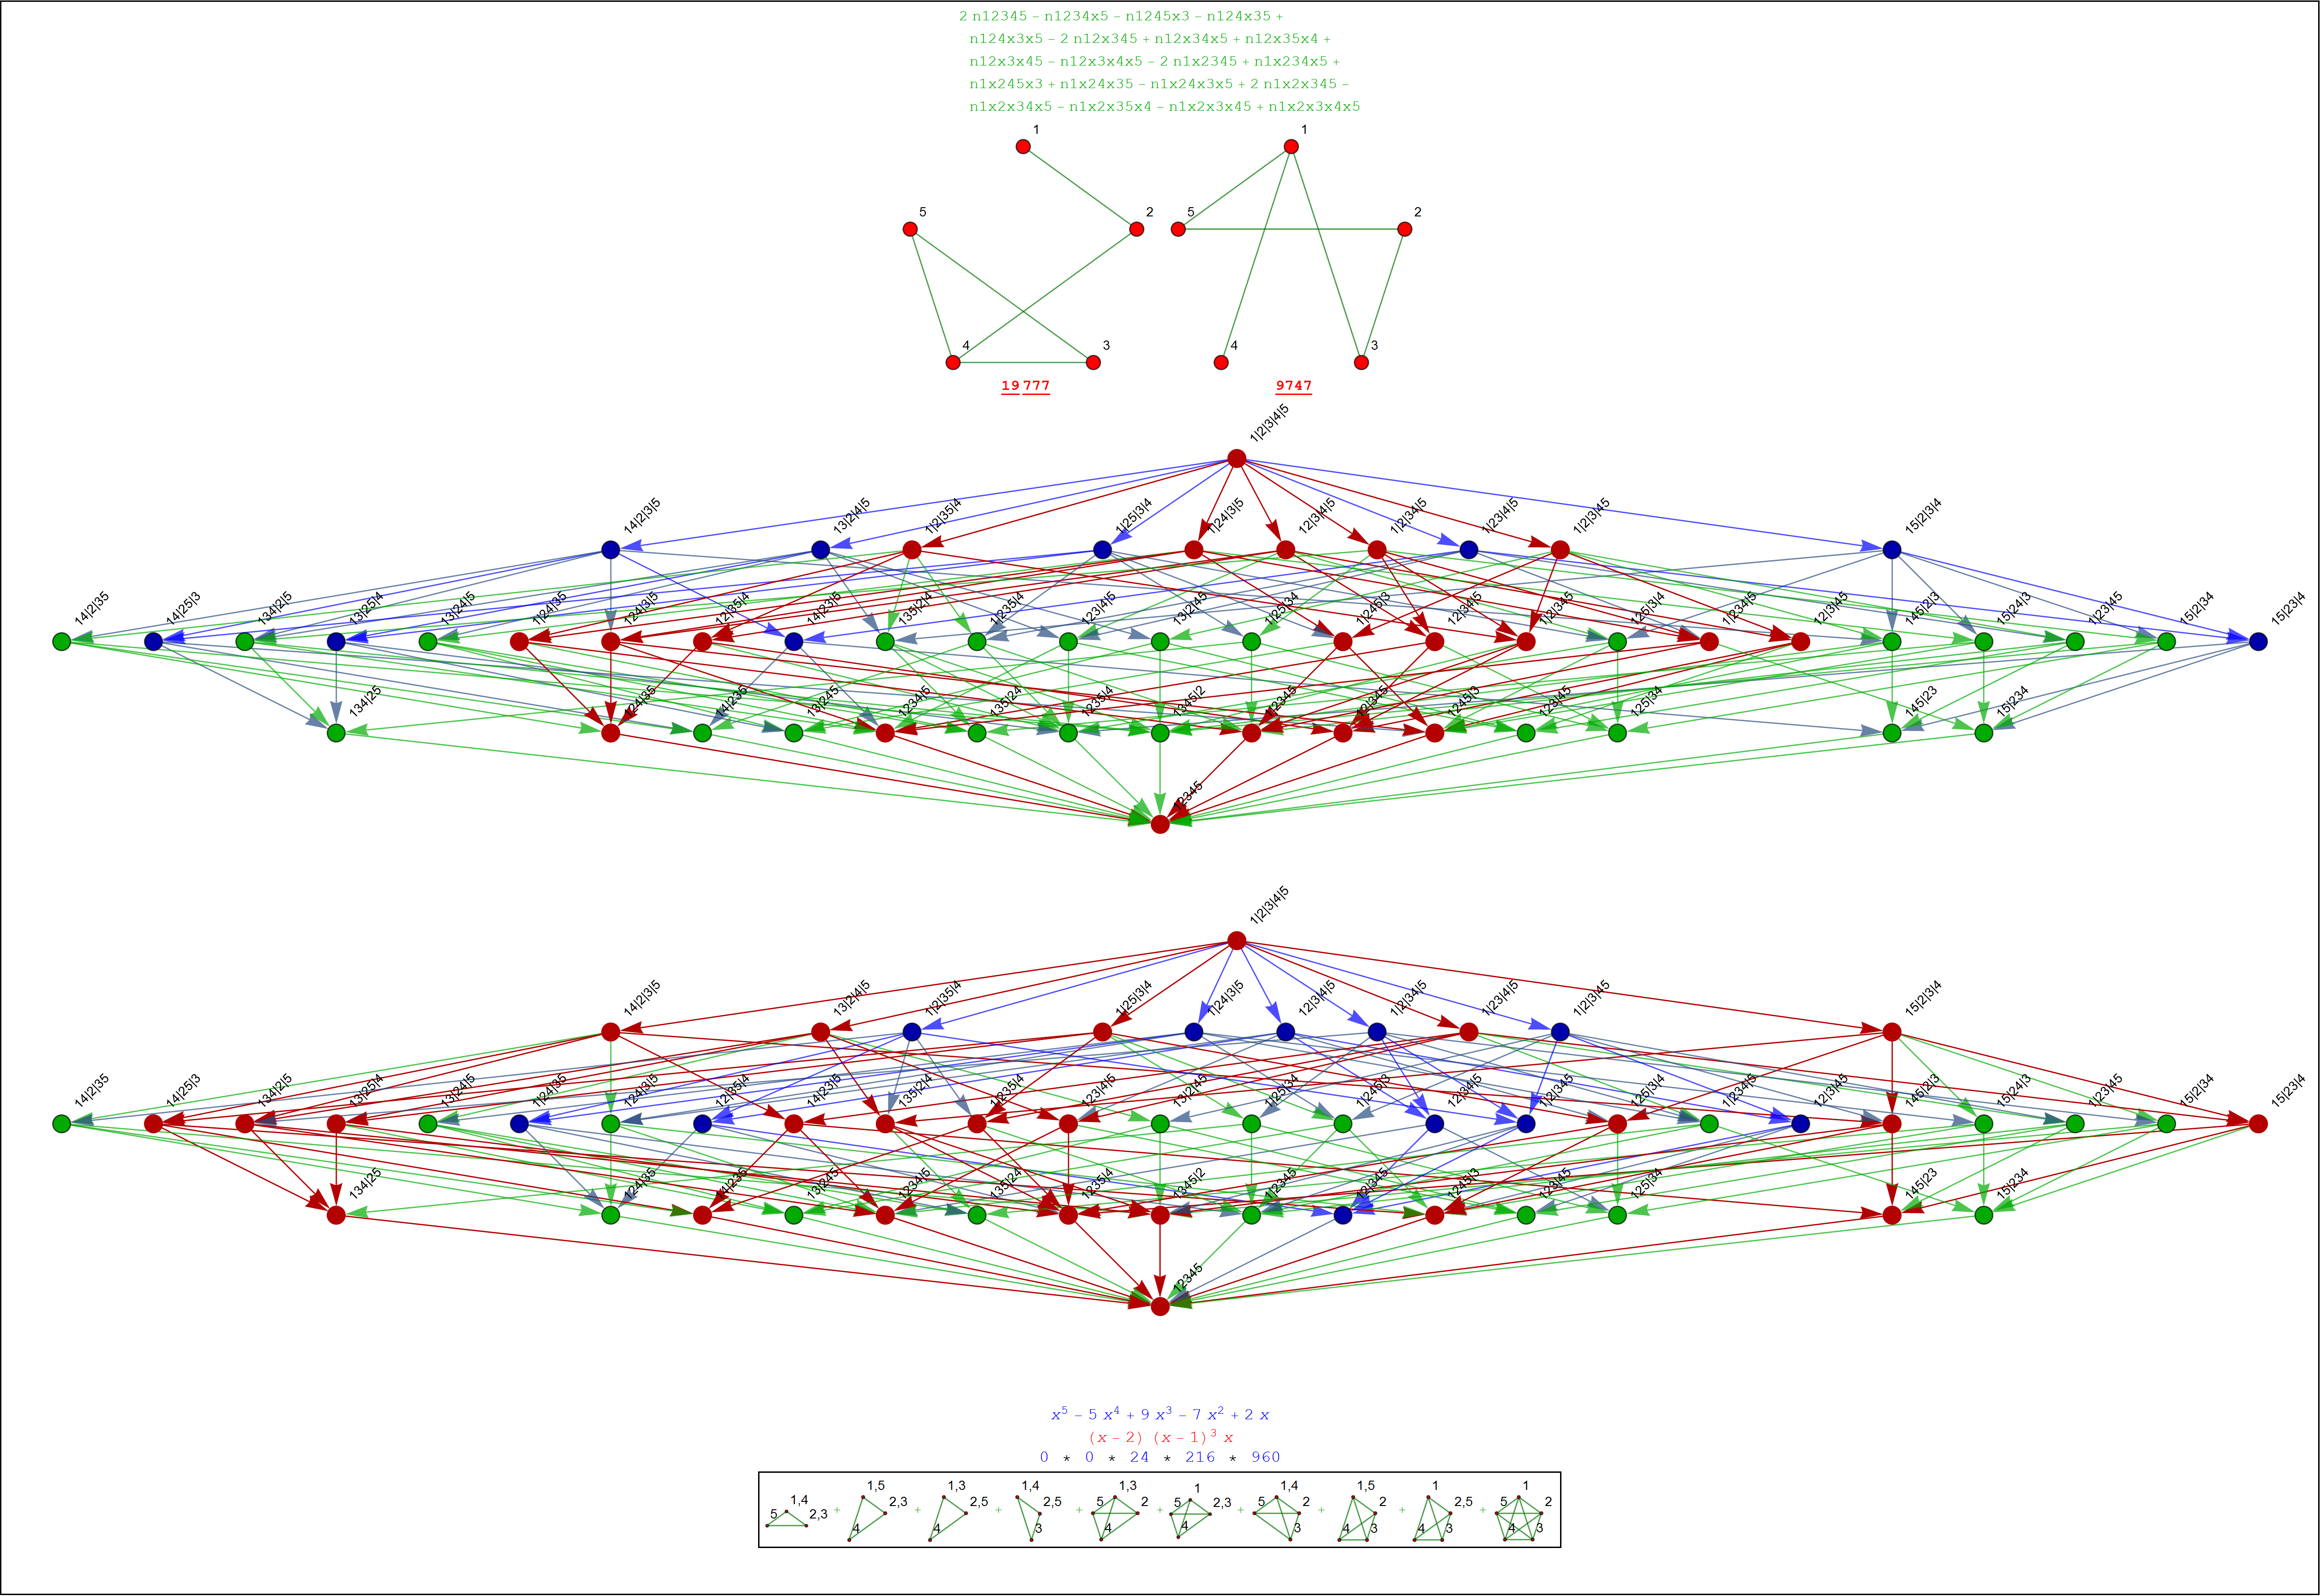 2 n12345 − n1234x5 − n1245x3 − n124x35 +
n124x3x5 − 2 n12x345 + n12x34x5 + n12x35x4 +
n12x3x45 − n12x3x4x5 − 2 n1x2345 + n1x234x5 +
n1x245x3 + n1x24x35 − n1x24x3x5 + 2 n1x2x345 −
n1x2x34x5 − n1x2x35x4 − n1x2x3x45 + n1x2x3x4x5
1 1
5 2 5 2
4 3 4 3
19 777 9747
1|2|3|4|5
14|2|3|5 13|2|4|5 1|2|35|4 1|25|3|4 1|24|3|5 12|3|4|5 1|2|34|5 1|23|4|5 1|2|3|45 15|2|3|4
14|2|35 14|25|3 134|2|5 13|25|4 13|24|5 1|24|35 124|3|5 12|35|4 14|23|5 135|2|4 1|235|4 123|4|5 13|2|45 1|25|34 1|245|3 12|34|5 1|2|345 125|3|4 1|234|5 12|3|45 145|2|3 15|24|3 1|23|45 15|2|34 15|23|4
134|25 124|35 14|235 13|245 1234|5 135|24 1235|4 1345|2 1|2345 12|345 1245|3 123|45 125|34 145|23 15|234
12345
1|2|3|4|5
14|2|3|5 13|2|4|5 1|2|35|4 1|25|3|4 1|24|3|5 12|3|4|5 1|2|34|5 1|23|4|5 1|2|3|45 15|2|3|4
14|2|35 14|25|3 134|2|5 13|25|4 13|24|5 1|24|35 124|3|5 12|35|4 14|23|5 135|2|4 1|235|4 123|4|5 13|2|45 1|25|34 1|245|3 12|34|5 1|2|345 125|3|4 1|234|5 12|3|45 145|2|3 15|24|3 1|23|45 15|2|34 15|23|4
134|25 124|35 14|235 13|245 1234|5 135|24 1235|4 1345|2 1|2345 12|345 1245|3 123|45 125|34 145|23 15|234
12345
x⁵ − 5 x⁴ + 9 x³ − 7 x² + 2 x
(x − 2) (x − 1)³ x
0 * 0 * 24 * 216 * 960
5 1,4 2,3 + 1,5 2,3 4 + 1,3 2,5 4 + 1,4 2,5 3 + 1,3 5 2 4 + 1 5 2,3 4 + 1,4 5 2 3 + 1,5 2 4 3 + 1 2,5 4 3 + 1 5 2 4 3